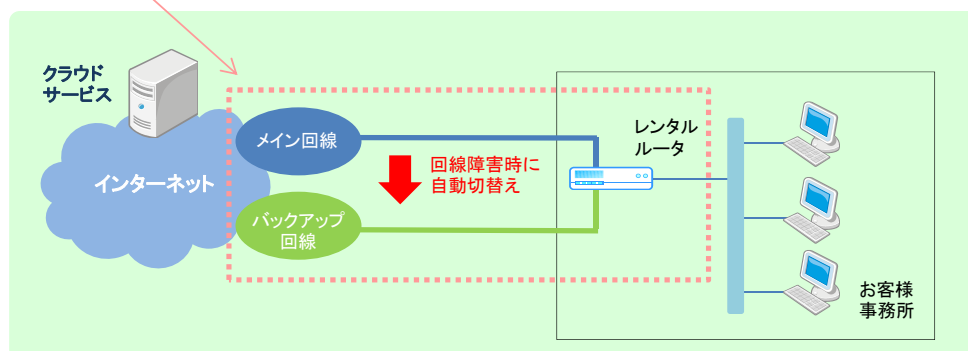 クラウド
サービス
インターネット
メイン回線
バックアップ
回線
回線障害時に
自動切替え
レンタル
ルータ
お客様
事務所